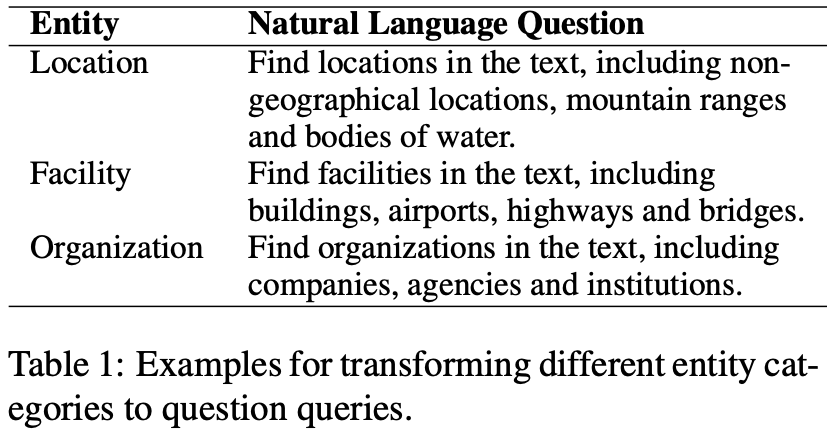 Entity Natural Language Question
Location Find locations in the text, including non-
geographical locations, mountain ranges
and bodies of water.
Facility Find facilities in the text, including
buildings, airports, highways and bridges.
Organization Find organizations in the text, including
companies, agencies and institutions.
Table 1: Examples for transforming different entity cat-
egories to question queries.